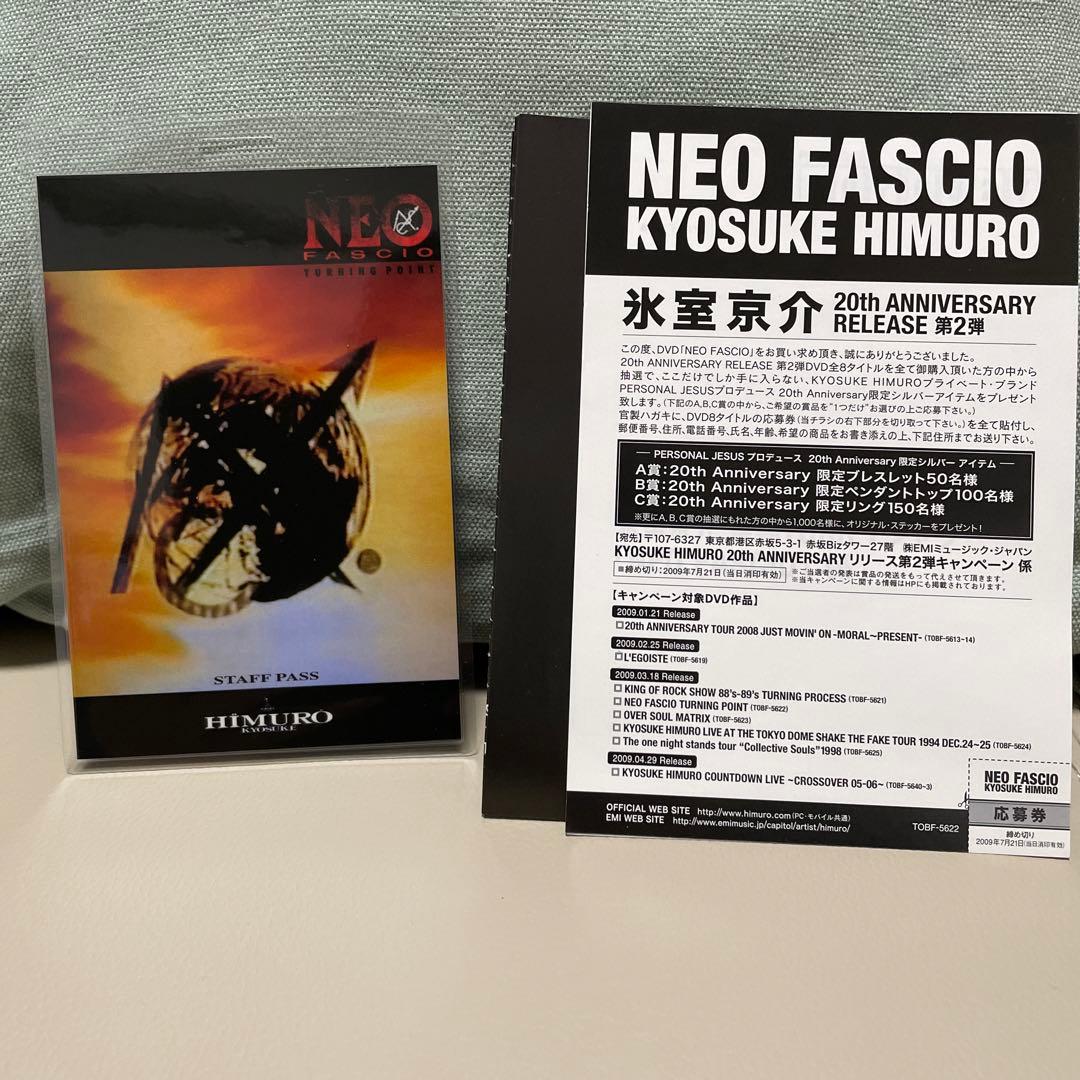 NEO
FASCIO
TURNING POINT
STAFF PASS
HIMURO
KYOSUKE
NEO FASCIO
KYOSUKE HIMURO
氷室京介 20th ANNIVERSARY
RELEASE 第2弾
この度、DVD「NEO FASCIO」をお買い求め頂き、誠にありがとうございました。
20th ANNIVERSARY RELEASE 第2弾DVD全8タイトルを全て御購入頂いた方の中から
抽選で、ここだけでしか手に入らない、KYOSUKE HIMUROプライベート・ブランド
PERSONAL JESUSプロデュース 20th Anniversary限定シルバーアイテムをプレゼント
致します。(下記のA,B,C賞の中から、ご希望の賞品を"1つだけ"お選びの上ご応募下さい。)
官製ハガキに、DVD8タイトルの応募券(当チラシの右下部分を切り取って下さい。)を全て貼付し、
郵便番号、住所、電話番号、氏名、年齢、希望の商品をお書き添えの上、下記住所までお送り下さい。
― PERSONAL JESUS プロデュース 20th Anniversary 限定シルバー アイテム ―
A賞:20th Anniversary 限定ブレスレット50名様
B賞:20th Anniversary 限定ペンダントトップ100名様
C賞:20th Anniversary 限定リング150名様
※更にA,B,C賞の抽選にもれた方の中から1,000名様に、オリジナル・ステッカーをプレゼント!
【宛先】〒107-6327 東京都港区赤坂5-3-1 赤坂Bizタワー27階 ㈱EMIミュージック・ジャパン
KYOSUKE HIMURO 20th ANNIVERSARY リリース第2弾キャンペーン 係
■締め切り:2009年7月21日(当日消印有効)
※ご当選者の発表は賞品の発送をもって代えさせて頂きます。
※当キャンペーンに関する情報はHPにも掲載されております。
【キャンペーン対象DVD作品】
2009.01.21 Release
□20th ANNIVERSARY TOUR 2008 JUST MOVIN' ON -MORAL~PRESENT- (TOBF-5613~14)
2009.02.25 Release
□L'EGOISTE (TOBF-5619)
2009.03.18 Release
□KING OF ROCK SHOW 88's-89's TURNING PROCESS (TOBF-5621)
□NEO FASCIO TURNING POINT (TOBF-5622)
□OVER SOUL MATRIX (TOBF-5623)
□KYOSUKE HIMURO LIVE AT THE TOKYO DOME SHAKE THE FAKE TOUR 1994 DEC.24~25 (TOBF-5624)
□The one night stands tour “Collective Souls”1998 (TOBF-5625)
2009.04.29 Release
□KYOSUKE HIMURO COUNTDOWN LIVE ~CROSSOVER 05-06~ (TOBF-5640~3)
OFFICIAL WEB SITE http://www.himuro.com (PC・モバイル共通)
EMI WEB SITE http://www.emimusic.jp/capitol/artist/himuro/
TOBF-5622
NEO FASCIO
KYOSUKE HIMURO
応募券
締め切り
2009年7月21日(当日消印有効)